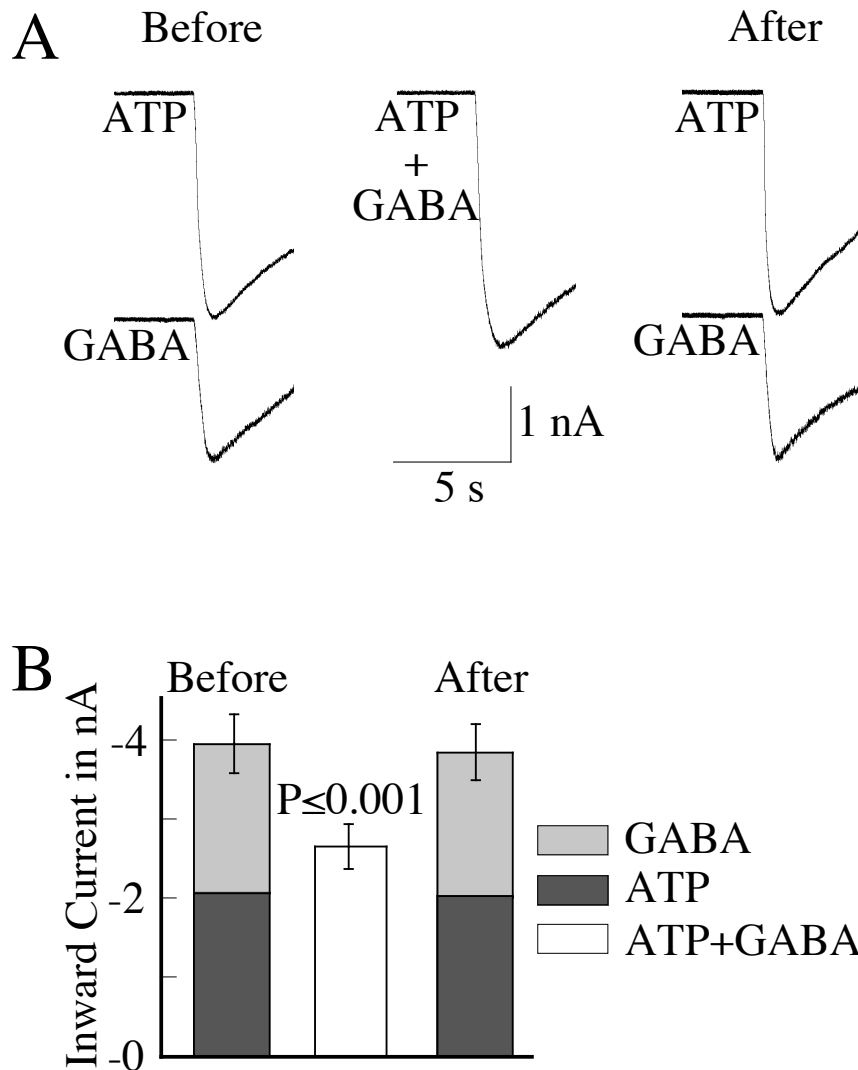 A
Before
After
ATP
ATP
+
GABA
ATP
GABA
GABA
1 nA
5 s
B
Before
After
Inward Current in nA
-4
P≤0.001
-2
-0
GABA
ATP
ATP+GABA